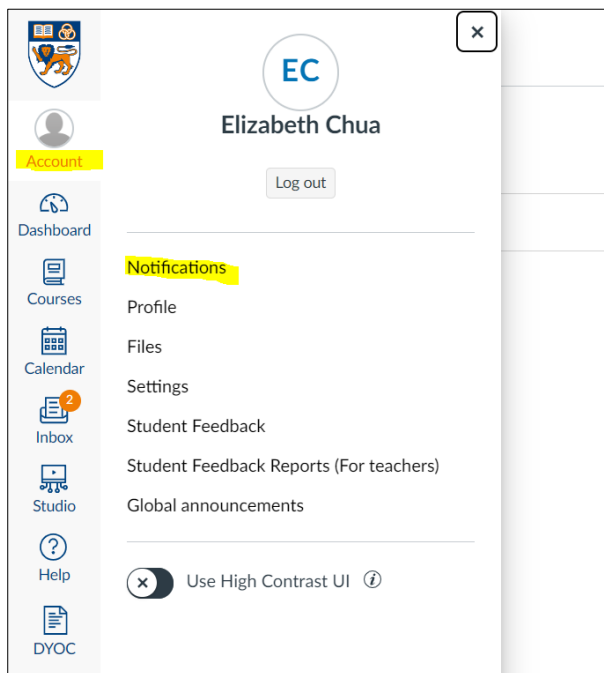 Account
Dashboard
Courses
Calendar
2
Inbox
Studio
Help
DYOC
EC
Elizabeth Chua
Log out
Notifications
Profile
Files
Settings
Student Feedback
Student Feedback Reports (For teachers)
Global announcements
Use High Contrast UI